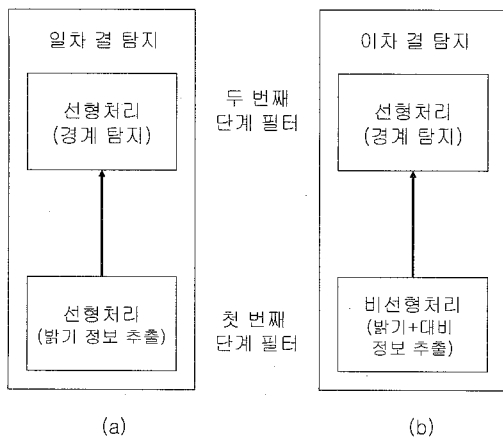 일차 결 탐지
선형처리
(경계 탐지)
선형처리
(밝기 정보 추출)
(a)
두 번째
단계 필터
첫 번째
단계 필터
이차 결 탐지
선형처리
(경계 탐지)
비선형처리
(밝기+대비
정보 추출)
(b)